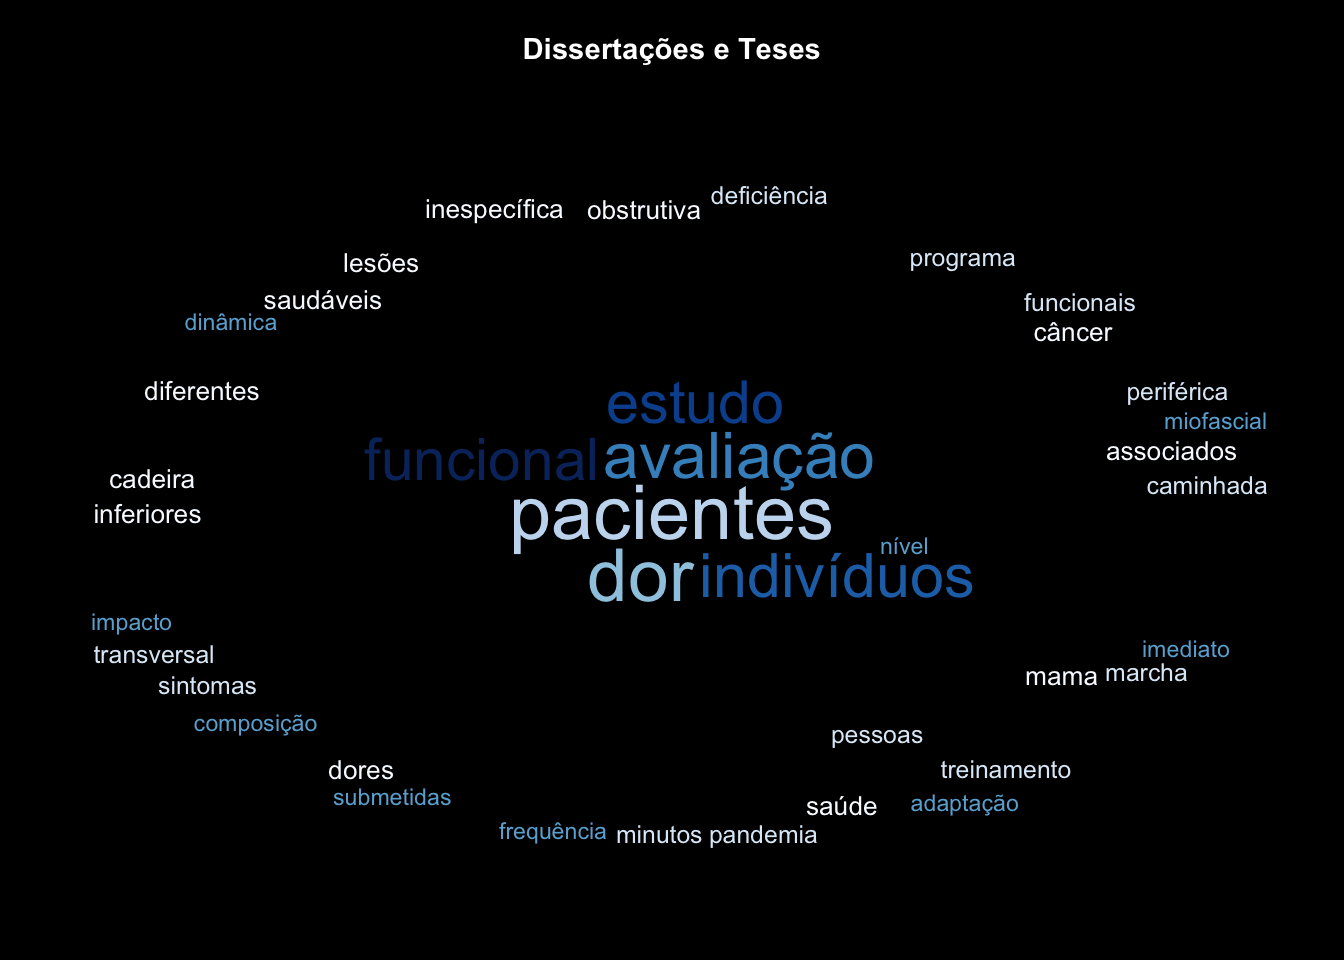 Dissertações e Teses
deficiência
inespecífica obstrutiva
programa
lesões
saudáveis
funcionais
dinâmica
câncer
diferentes
periférica
estudo
miofascial
associados
funcional avaliação
cadeira
caminhada
inferiores
pacientes
nível
dor indivíduos
impacto
imediato
transversal
mama marcha
sintomas
composição
pessoas
dores
treinamento
submetidas
saúde adaptação
frequência minutos pandemia